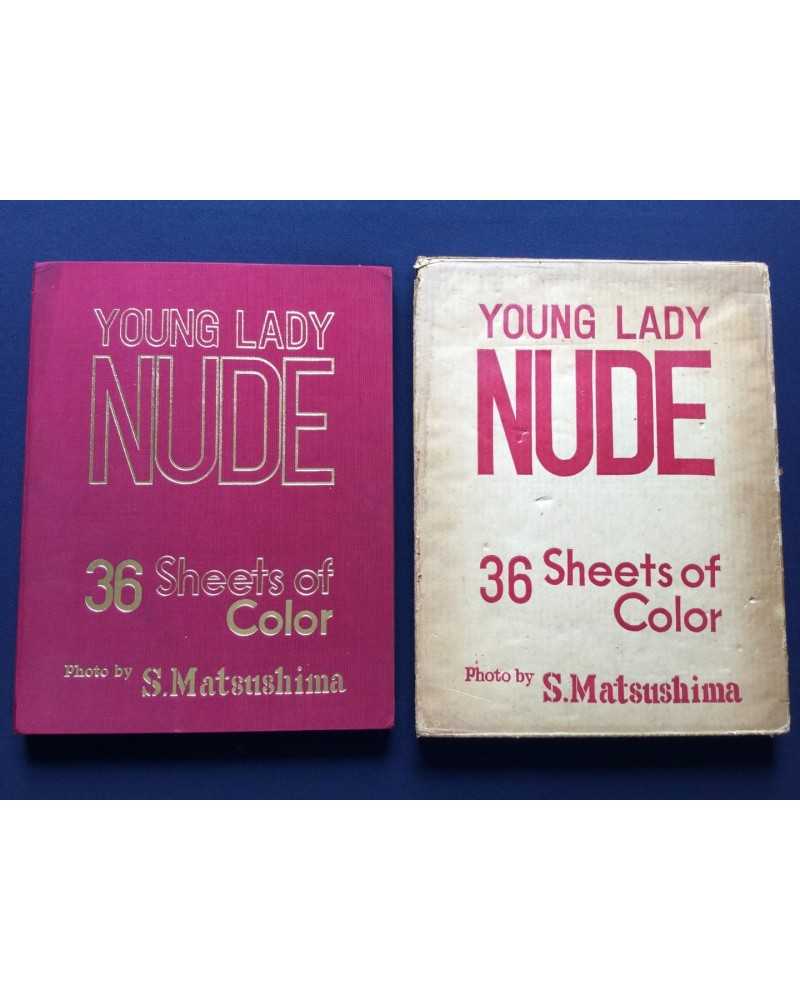 YOUNG LADY
NUDE
36 Sheets of
Color
Photo by S.Matsushima
YOUNG LADY
NUDE
36 Sheets of
Color
Photo by S.Matsushima